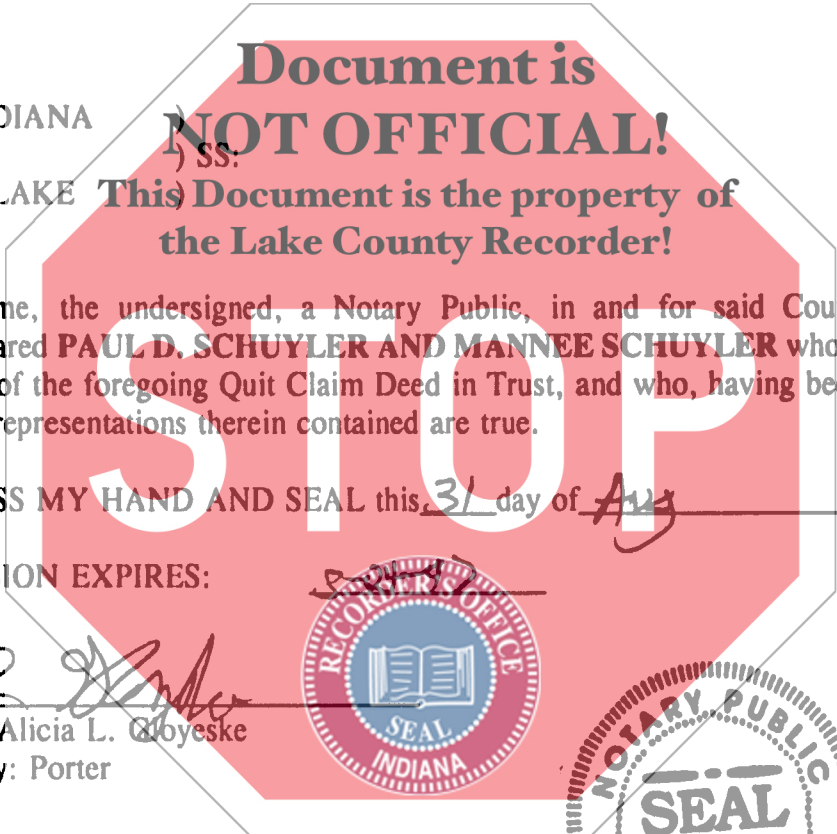 Document is
DIANA )
NOT OFFICIAL!
) SS:
LAKE )
This Document is the property of
the Lake County Recorder!
me, the undersigned, a Notary Public, in and for said Cou
ared PAUL D. SCHUYLER AND MANNEE SCHUYLER who
of the foregoing Quit Claim Deed in Trust, and who, having be
epresentations therein contained are true.
STOP
SS MY HAND AND SEAL this 31 day of Aug
ION EXPIRES:
RECORDER'S OFFICE
SEAL
INDIANA
Alicia L. Gloyeske
y: Porter
NOTARY PUBLIC
SEAL